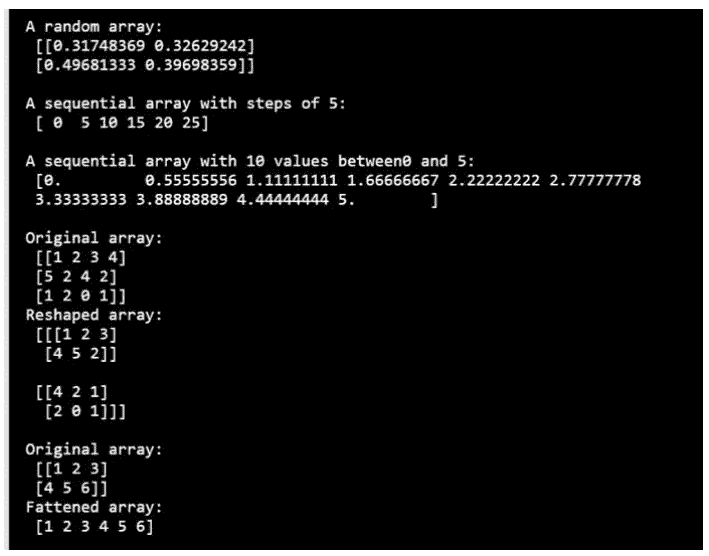 A random array:
[[0.31748369 0.32629242]
[0.49681333 0.39698359]]
A sequential array with steps of 5:
[ 0  5 10 15 20 25]
A sequential array with 10 values between0 and 5:
[0.         0.55555556 1.11111111 1.66666667 2.22222222 2.77777778
3.33333333 3.88888889 4.44444444 5.        ]
Original array:
[[1 2 3 4]
[5 2 4 2]
[1 2 0 1]]
Reshaped array:
[[[1 2 3]
[4 5 2]]
[[4 2 1]
[2 0 1]]]
Original array:
[[1 2 3]
[4 5 6]]
Fattened array:
[1 2 3 4 5 6]